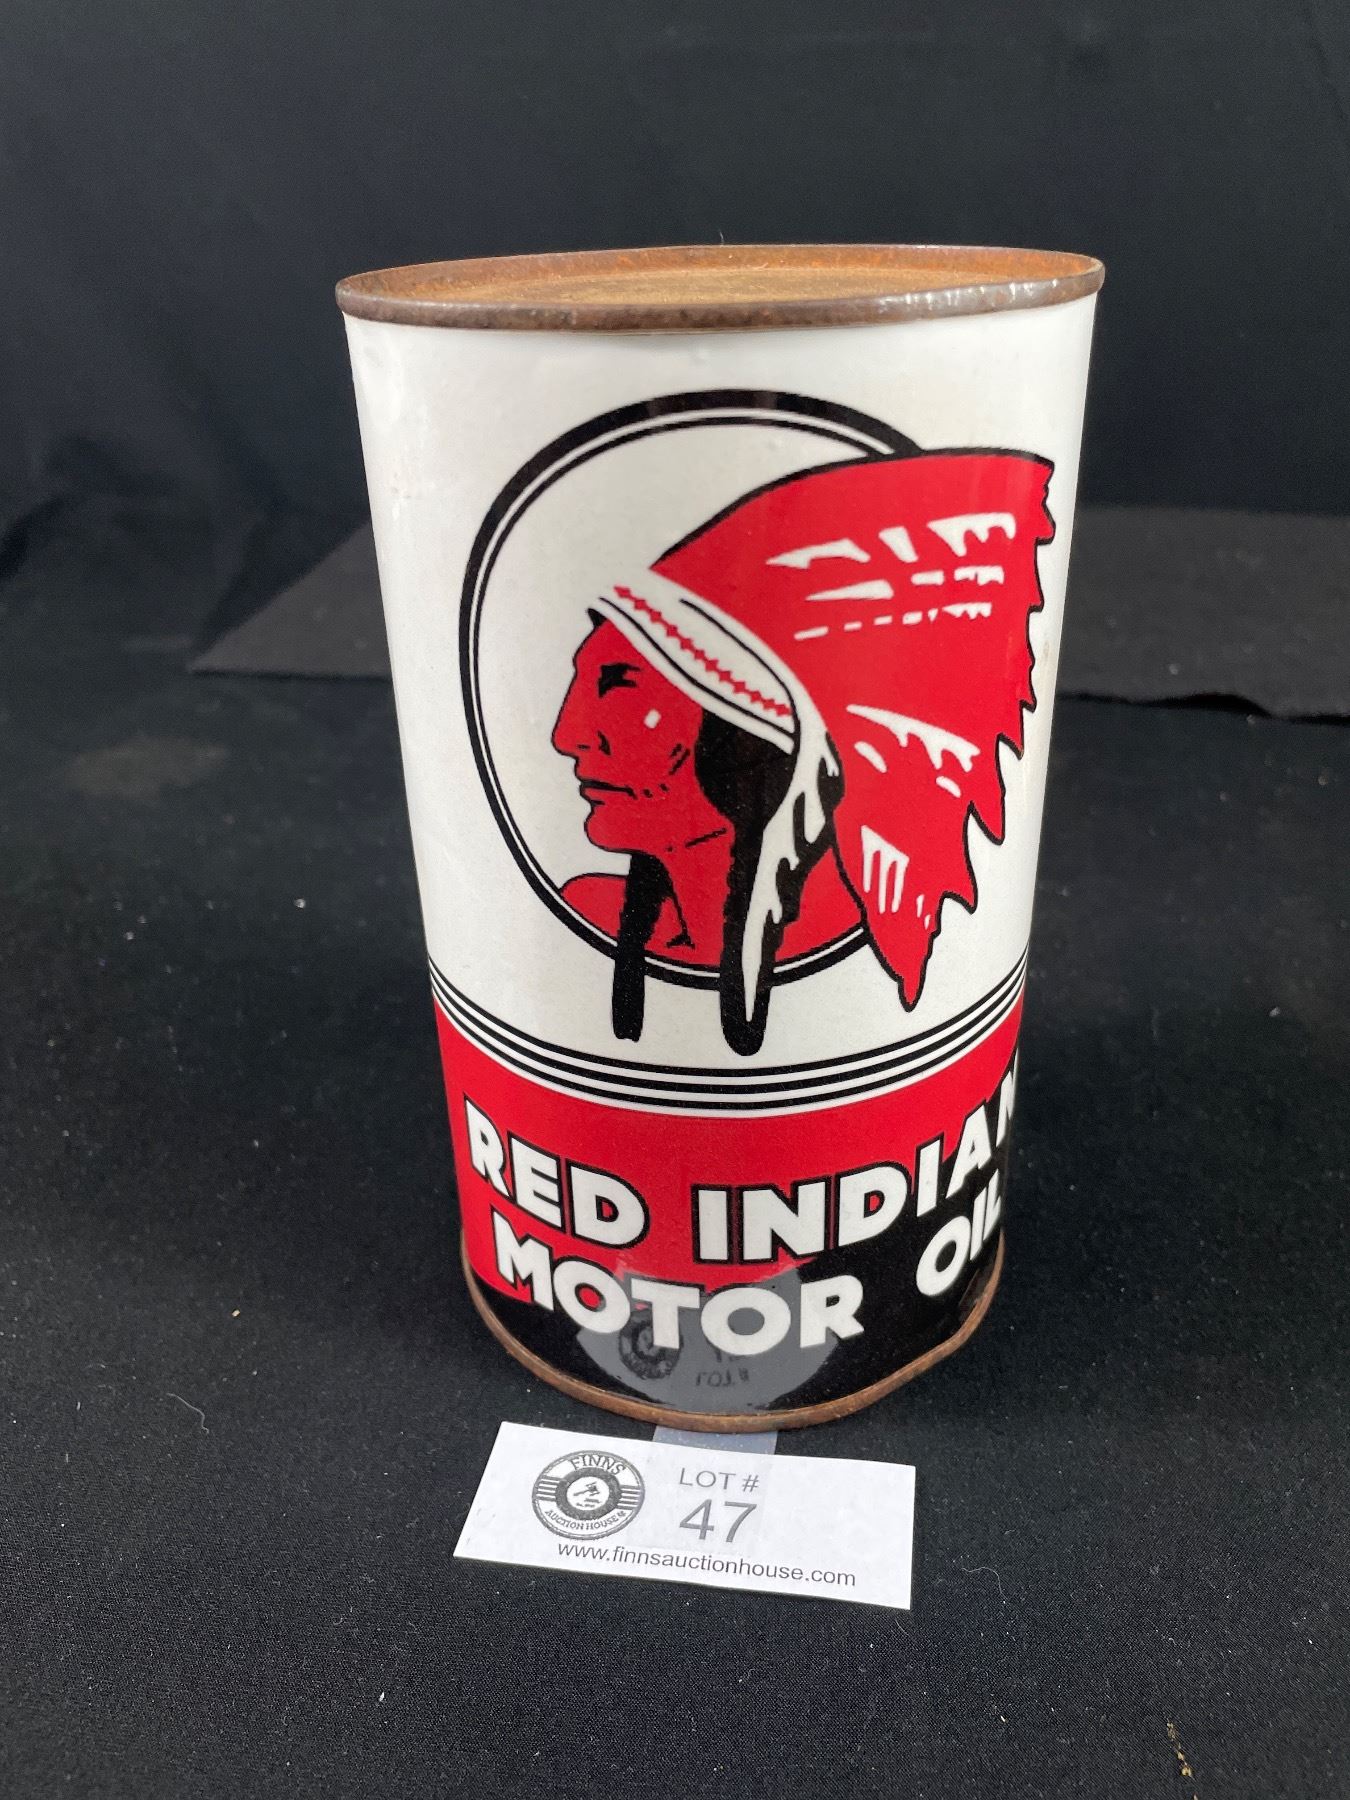 RED INDIAN
MOTOR OIL
FINNS
AUCTION HOUSE
LOT #
47
www.finnsauctionhouse.com